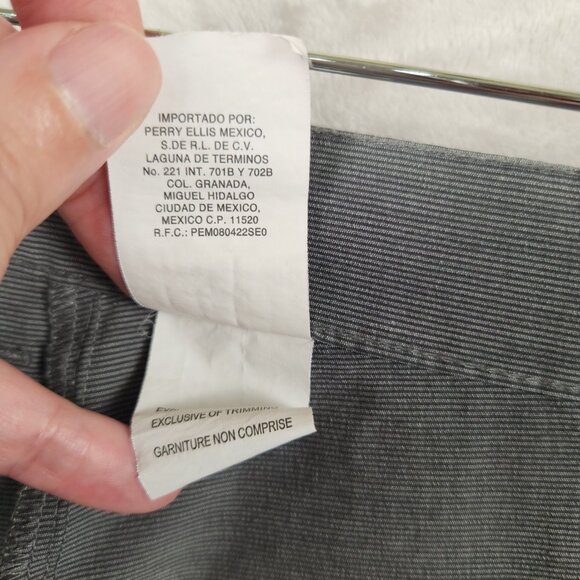 IMPORTADO POR:
PERRY ELLIS MEXICO,
S.DE R.L. DE C.V.
LAGUNA DE TERMINOS
No. 221 INT. 701B Y 702B
COL. GRANADA,
MIGUEL HIDALGO
CIUDAD DE MEXICO,
MEXICO C.P. 11520
R.F.C.: PEM080422SE0
EXCLUSIVE OF TRIMMING
GARNITURE NON COMPRISE